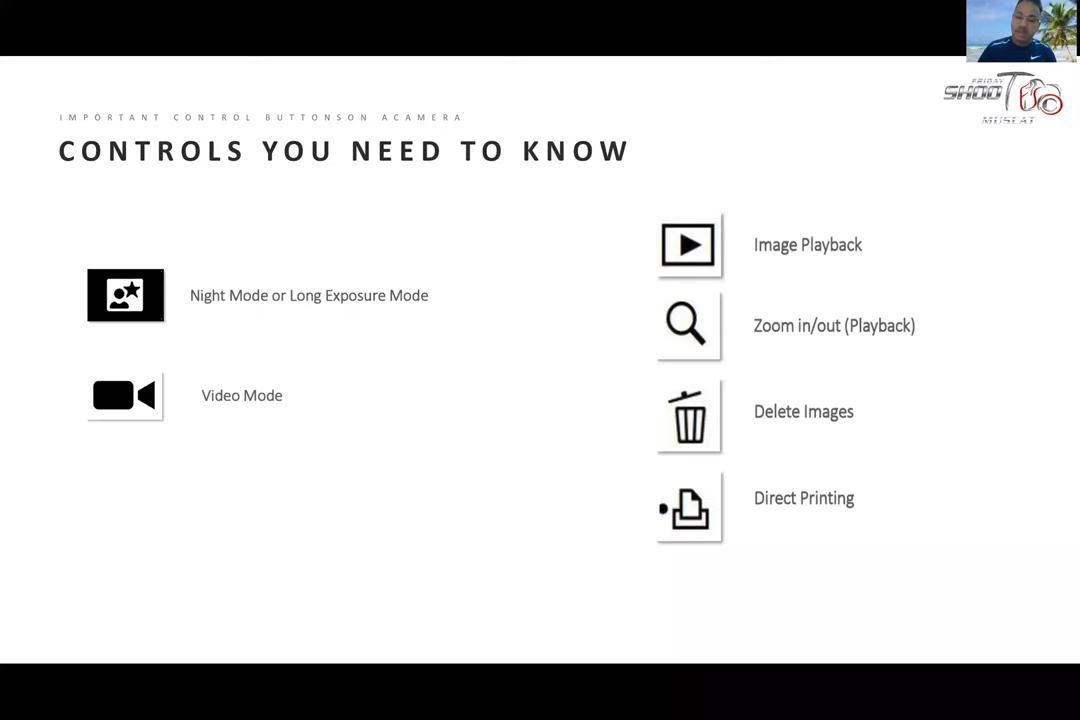 FRIDAY
SHOOT
MUSCAT
IMPORTANT CONTROL BUTTONSON ACAMERA
CONTROLS YOU NEED TO KNOW
Night Mode or Long Exposure Mode
Video Mode
Image Playback
Zoom in/out (Playback)
Delete Images
Direct Printing